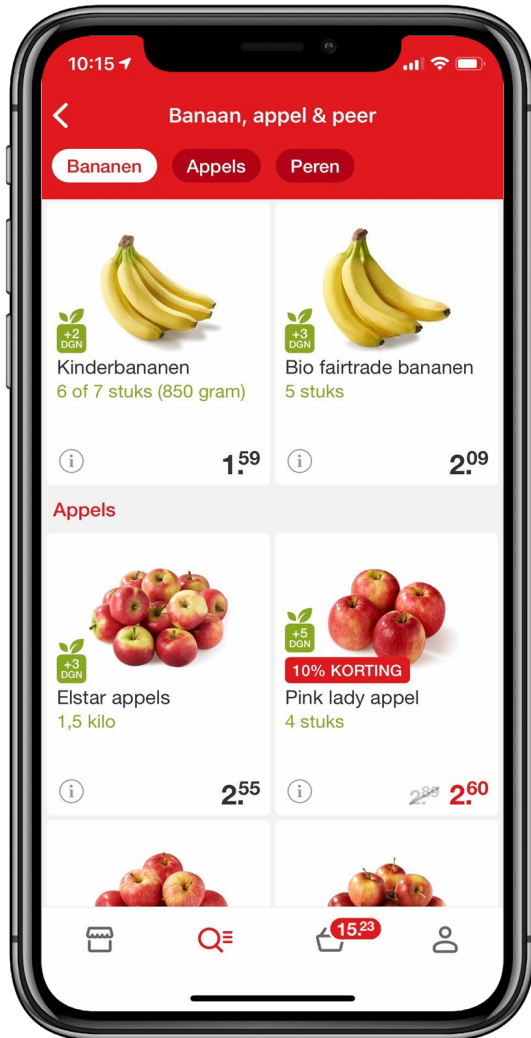 10:15
Banaan, appel & peer
Bananen
Appels
Peren
+2
DGN
Kinderbananen
6 of 7 stuks (850 gram)
i
1.59
+3
DGN
Bio fairtrade bananen
5 stuks
i
2.09
Appels
+3
DGN
Elstar appels
1,5 kilo
i
2.55
+5
DGN
10% KORTING
Pink lady appel
4 stuks
i
2.89 2.60
15.23